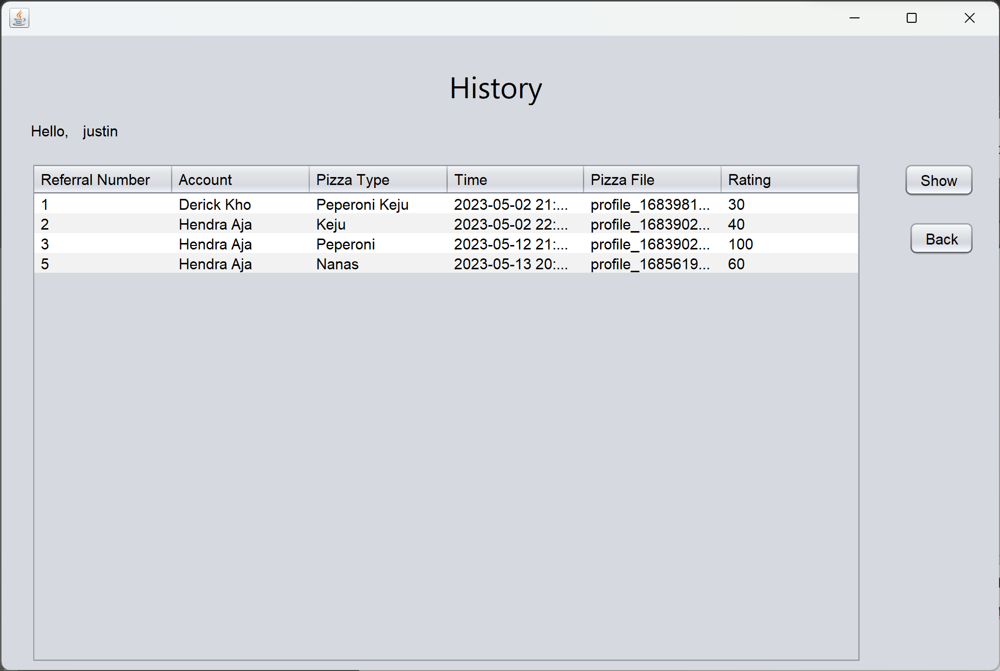 History
Hello, justin
Referral Number Account Pizza Type Time Pizza File Rating
1 Derick Kho Peperoni Keju 2023-05-02 21:... profile_1683981... 30
2 Hendra Aja Keju 2023-05-02 22:... profile_1683902... 40
3 Hendra Aja Peperoni 2023-05-12 21:... profile_1683902... 100
5 Hendra Aja Nanas 2023-05-13 20:... profile_1685619... 60
Show
Back